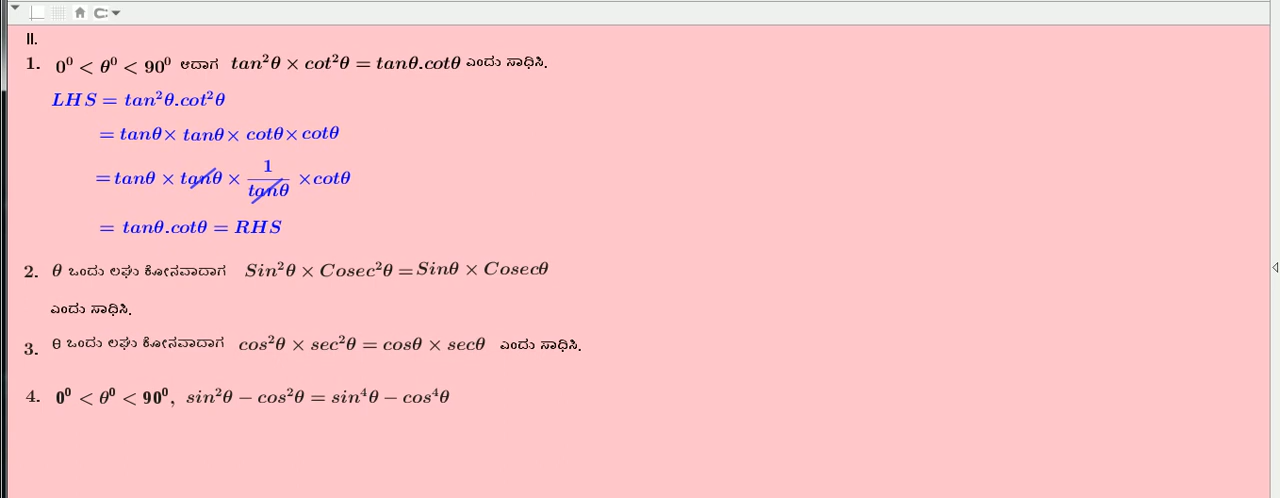 II.
1. 0⁰ < θ⁰ < 90⁰ ಆದಾಗ tan²θ × cot²θ = tanθ.cotθ ಎಂದು ಸಾಧಿಸಿ.
LHS = tan²θ.cot²θ
= tanθ× tanθ × cotθ × cotθ
= tanθ × tanθ × 1/tanθ × cotθ
= tanθ.cotθ = RHS
2. θ ಒಂದು ಲಘು ಕೋನವಾದಾಗ Sin²θ × Cosec²θ = Sinθ × Cosecθ
ಎಂದು ಸಾಧಿಸಿ.
3. θ ಒಂದು ಲಘು ಕೋನವಾದಾಗ cos²θ × sec²θ = cosθ × secθ ಎಂದು ಸಾಧಿಸಿ.
4. 0⁰ < θ⁰ < 90⁰, sin²θ − cos²θ = sin⁴θ − cos⁴θ